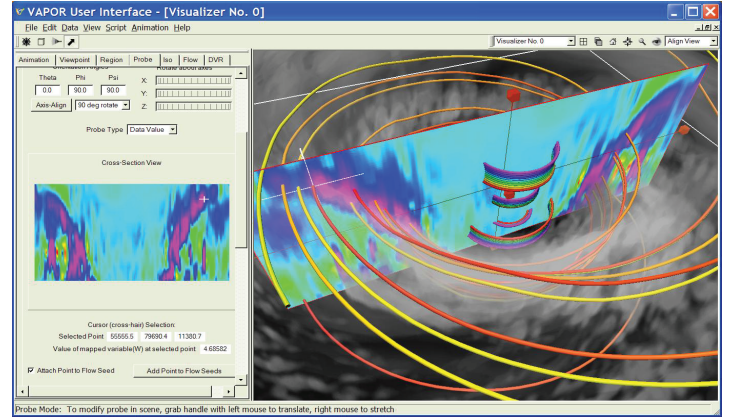 VAPOR User Interface - [Visualizer No. 0]
File Edit Data View Script Animation Help
Visualizer No. 0
Align View
Animation Viewpoint Region Probe Iso Flow DVR
Orientation Angles Rotate about axes
Theta Phi Psi X:
0.0 90.0 90.0 Y:
Axis-Align 90 deg rotate Z:
Probe Type Data Value
Cross-Section View
Cursor (cross-hair) Selection:
Selected Point 55555.5 79690.4 11380.7
Value of mapped variable(W) at selected point 4.68582
Attach Point to Flow Seed Add Point to Flow Seeds
Probe Mode: To modify probe in scene, grab handle with left mouse to translate, right mouse to stretch